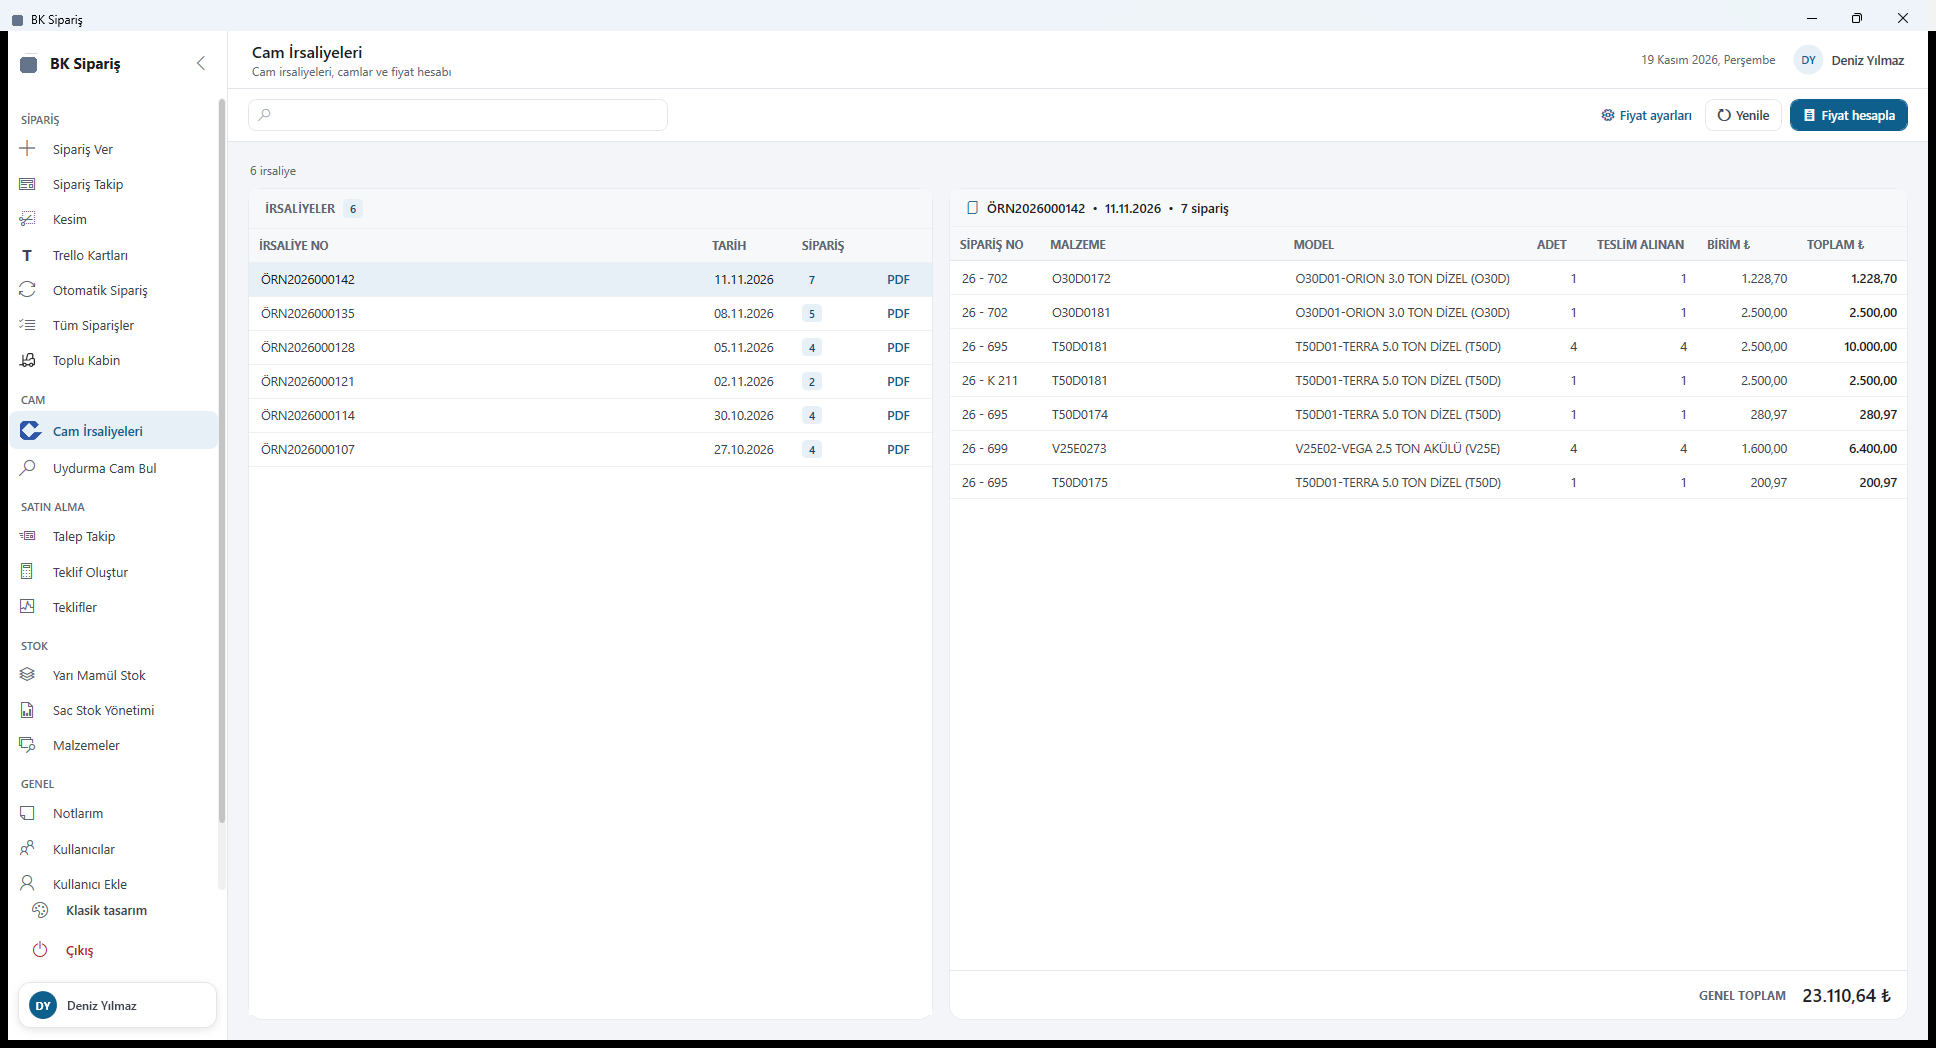 BK Sipariş
BK Sipariş
SİPARİŞ
Sipariş Ver
Sipariş Takip
Kesim
Trello Kartları
Otomatik Sipariş
Tüm Siparişler
Toplu Kabin
CAM
Cam İrsaliyeleri
Uydurma Cam Bul
SATIN ALMA
Talep Takip
Teklif Oluştur
Teklifler
STOK
Yarı Mamül Stok
Sac Stok Yönetimi
Malzemeler
GENEL
Notlarım
Kullanıcılar
Kullanıcı Ekle
Klasik tasarım
Çıkış
DY Deniz Yılmaz
Cam İrsaliyeleri
Cam irsaliyeleri, camlar ve fiyat hesabı
19 Kasım 2026, Perşembe DY Deniz Yılmaz
Fiyat ayarları Yenile Fiyat hesapla
6 irsaliye
İRSALİYELER 6
İRSALİYE NO TARİH SİPARİŞ
ÖRN2026000142 11.11.2026 7 PDF
ÖRN2026000135 08.11.2026 5 PDF
ÖRN2026000128 05.11.2026 4 PDF
ÖRN2026000121 02.11.2026 2 PDF
ÖRN2026000114 30.10.2026 4 PDF
ÖRN2026000107 27.10.2026 4 PDF
ÖRN2026000142 • 11.11.2026 • 7 sipariş
SİPARİŞ NO MALZEME MODEL ADET TESLİM ALINAN BİRİM ₺ TOPLAM ₺
26 - 702 O30D0172 O30D01-ORION 3.0 TON DİZEL (O30D) 1 1 1.228,70 1.228,70
26 - 702 O30D0181 O30D01-ORION 3.0 TON DİZEL (O30D) 1 1 2.500,00 2.500,00
26 - 695 T50D0181 T50D01-TERRA 5.0 TON DİZEL (T50D) 4 4 2.500,00 10.000,00
26 - K 211 T50D0181 T50D01-TERRA 5.0 TON DİZEL (T50D) 1 1 2.500,00 2.500,00
26 - 695 T50D0174 T50D01-TERRA 5.0 TON DİZEL (T50D) 1 1 280,97 280,97
26 - 699 V25E0273 V25E02-VEGA 2.5 TON AKÜLÜ (V25E) 4 4 1.600,00 6.400,00
26 - 695 T50D0175 T50D01-TERRA 5.0 TON DİZEL (T50D) 1 1 200,97 200,97
GENEL TOPLAM 23.110,64 ₺